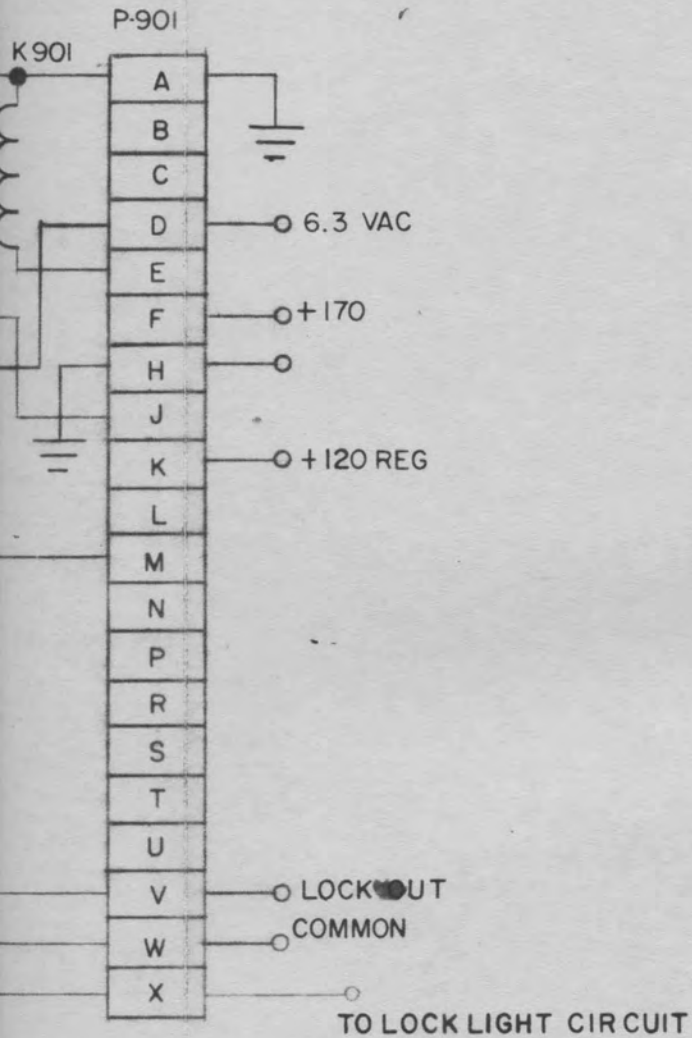 P-901
K901
A
B
C
D 6.3 VAC
E
F +170
H
J
K +120 REG
L
M
N
P
R
S
T
U
V LOCKOUT
W COMMON
X
TO LOCK LIGHT CIRCUIT